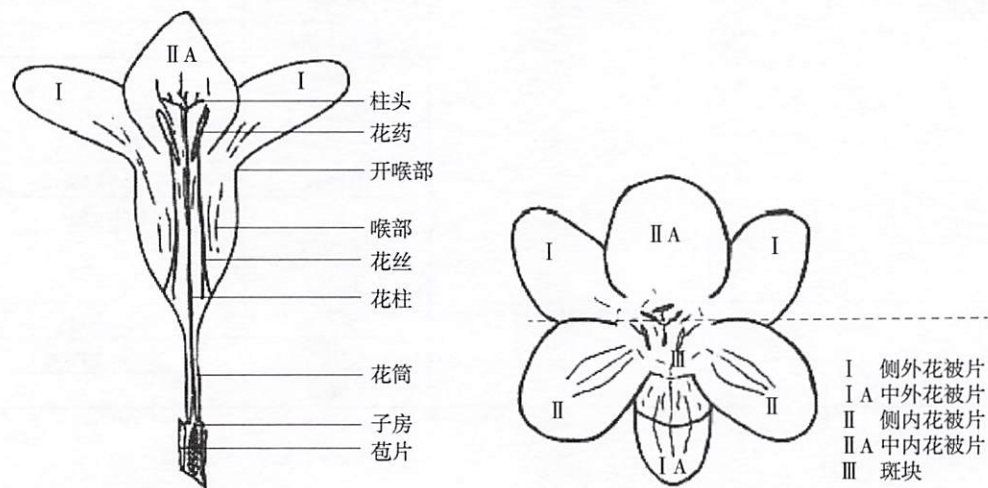 ⅡA
Ⅰ
Ⅰ
柱头
花药
开喉部
喉部
花丝
花柱
花筒
子房
苞片
ⅡA
Ⅰ
Ⅰ
Ⅲ
Ⅱ
Ⅱ
ⅠA
Ⅰ 侧外花被片
ⅠA 中外花被片
Ⅱ 侧内花被片
ⅡA 中内花被片
Ⅲ 斑块